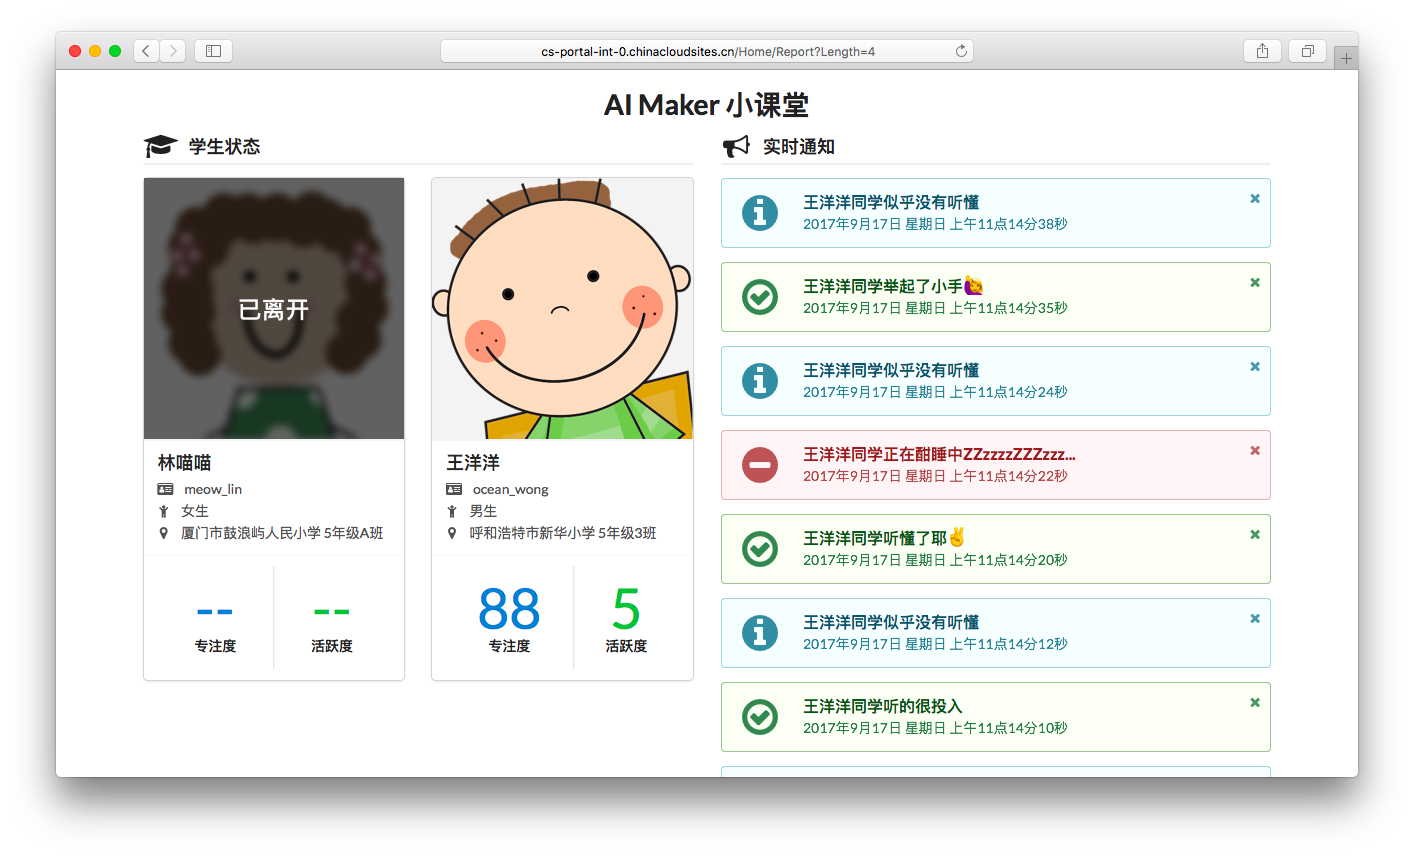 cs-portal-int-0.chinacloudsites.cn/Home/Report?Length=4
AI Maker 小课堂
学生状态
已离开
林喵喵
meow_lin
女生
厦门市鼓浪屿人民小学 5年级A班
--
专注度
--
活跃度
王洋洋
ocean_wong
男生
呼和浩特市新华小学 5年级3班
88
专注度
5
活跃度
实时通知
王洋洋同学似乎没有听懂
2017年9月17日 星期日 上午11点14分38秒
王洋洋同学举起了小手🙋
2017年9月17日 星期日 上午11点14分35秒
王洋洋同学似乎没有听懂
2017年9月17日 星期日 上午11点14分24秒
王洋洋同学正在酣睡中ZZzzzzZZZzzz...
2017年9月17日 星期日 上午11点14分22秒
王洋洋同学听懂了耶✌
2017年9月17日 星期日 上午11点14分20秒
王洋洋同学似乎没有听懂
2017年9月17日 星期日 上午11点14分12秒
王洋洋同学听的很投入
2017年9月17日 星期日 上午11点14分10秒